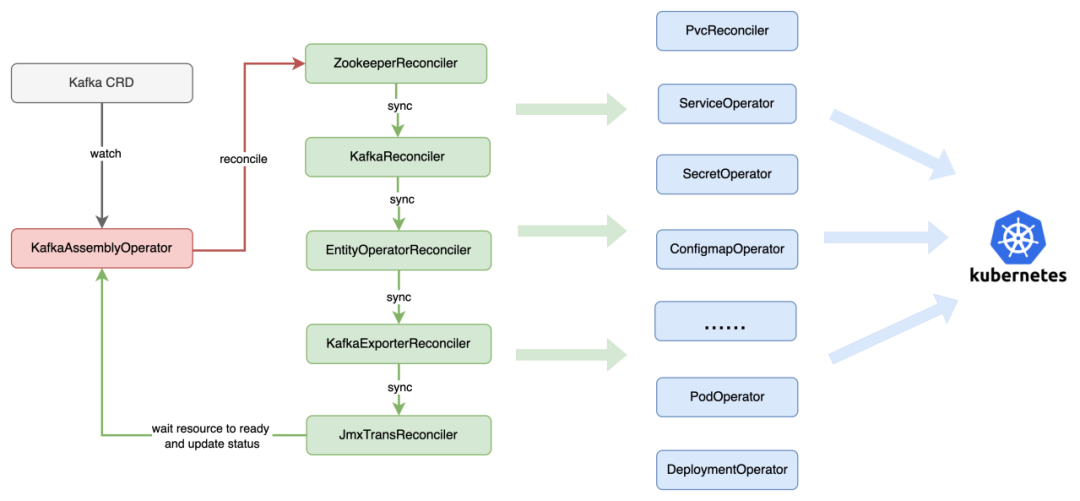 Kafka CRD
watch
KafkaAssemblyOperator
reconcile
ZookeeperReconciler
sync
KafkaReconciler
sync
EntityOperatorReconciler
sync
KafkaExporterReconciler
sync
JmxTransReconciler
wait resource to ready
and update status
PvcReconciler
ServiceOperator
SecretOperator
ConfigmapOperator
......
PodOperator
DeploymentOperator
kubernetes